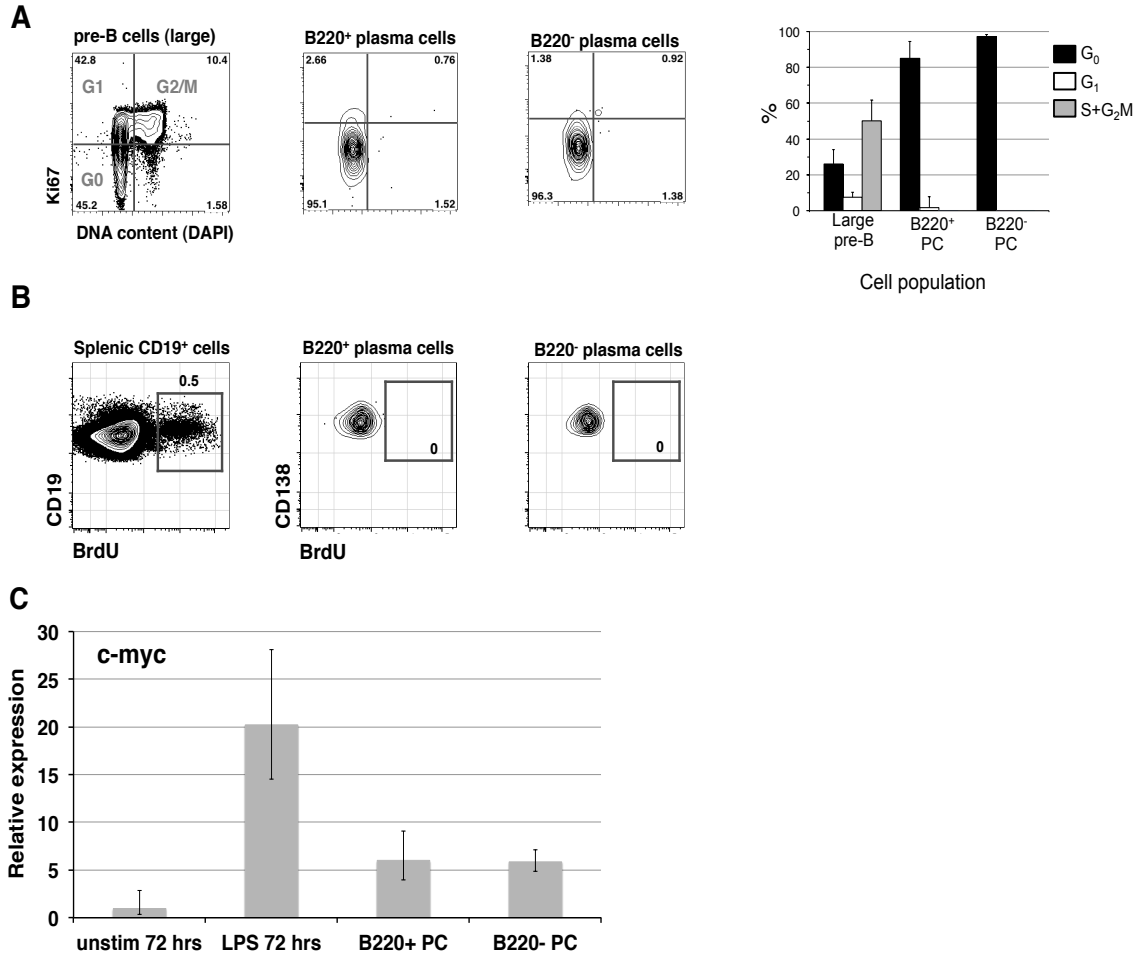 A
pre-B cells (large)
42.8 10.4
G1 G2/M
G0
45.2 1.58
Ki67
DNA content (DAPI)
B220+ plasma cells
2.66 0.76
95.1 1.52
B220- plasma cells
1.38 0.92
96.3 1.38
100
80
60
40
20
0
%
G0
G1
S+G2M
Large pre-B
B220+ PC
B220- PC
Cell population
B
Splenic CD19+ cells
0.5
CD19
BrdU
B220+ plasma cells
0
CD138
BrdU
B220- plasma cells
0
C
c-myc
Relative expression
30
25
20
15
10
5
0
unstim 72 hrs LPS 72 hrs B220+ PC B220- PC